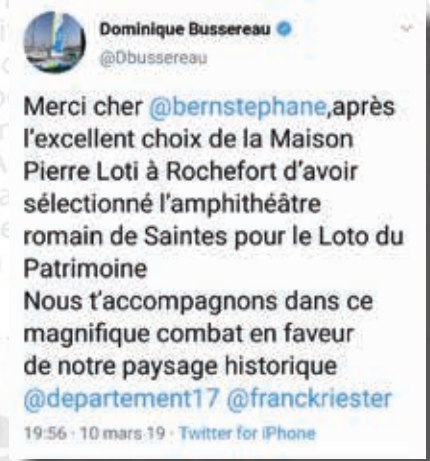 Dominique Bussereau
@Dbussereau
Merci cher @bernstephane,après
l'excellent choix de la Maison
Pierre Loti à Rochefort d'avoir
sélectionné l'amphithéâtre
romain de Saintes pour le Loto du
Patrimoine
Nous t'accompagnons dans ce
magnifique combat en faveur
de notre paysage historique
@departement17 @franckriester
19:56 · 10 mars 19 · Twitter for iPhone